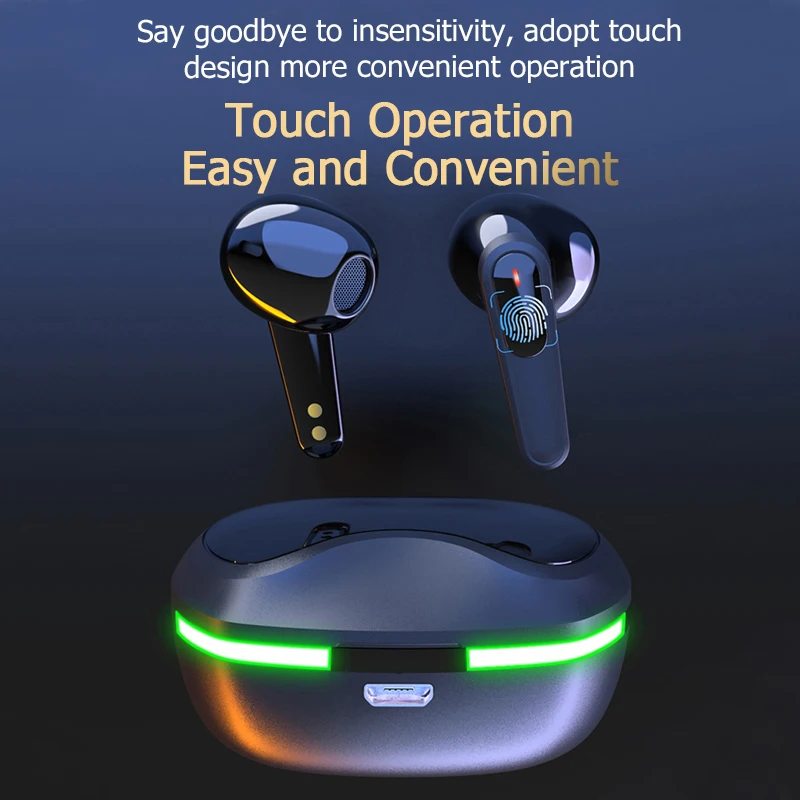 Say goodbye to insensitivity, adopt touch
design more convenient operation
Touch Operation
Easy and Convenient